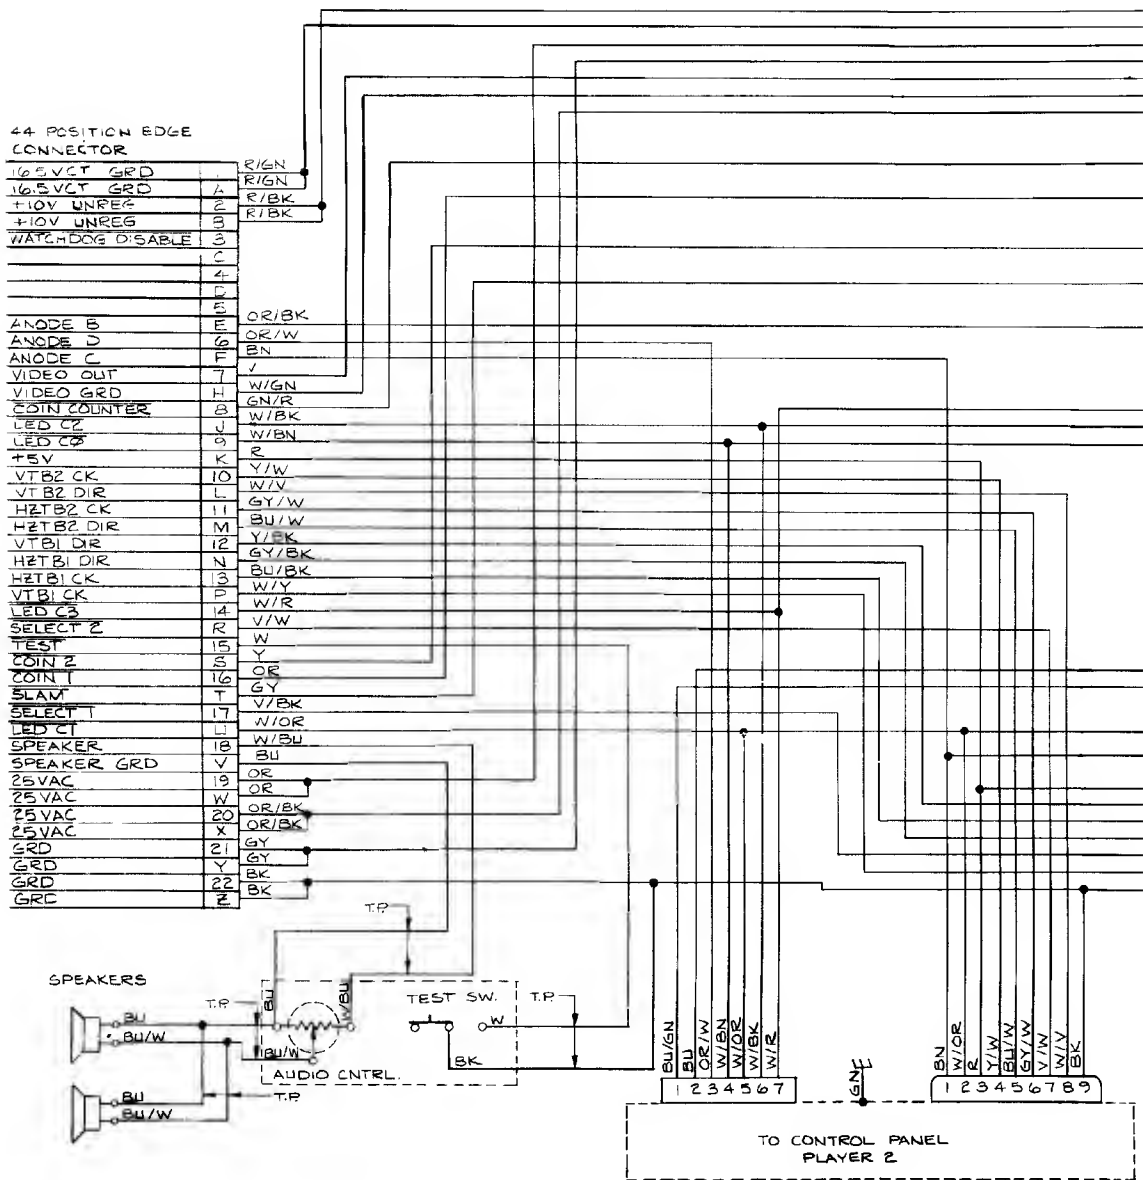 44 POSITION EDGE
CONNECTOR
16.5VCT GRD 1 R/GN
16.5VCT GRD A R/GN
+10V UNREG 2 R/BK
+10V UNREG B R/BK
WATCHDOG DISABLE 3
C
4
D
5
ANODE B E OR/BK
ANODE D 6 OR/W
ANODE C F BN
VIDEO OUT 7 V
VIDEO GRD H W/GN
COIN COUNTER 8 GN/R
LED C2 J W/BK
LED C0 9 W/BN
+5V K R
VTB2 CK 10 Y/W
VTB2 DIR L W/V
HZTB2 CK 11 GY/W
HZTB2 DIR M BU/W
VTB1 DIR 12 Y/BK
HZTB1 DIR N GY/BK
HZTB1 CK 13 BU/BK
VTB1 CK P W/Y
LED C3 14 W/R
SELECT 2 R V/W
TEST 15 W
COIN 2 S Y
COIN 1 16 OR
SLAM T GY
SELECT 1 17 V/BK
LED C1 U W/OR
SPEAKER 18 W/BU
SPEAKER GRD V BU
25VAC 19 OR
25VAC W OR
25VAC 20 OR/BK
25VAC X OR/BK
GRD 21 GY
GRD Y GY
GRD 22 BK
GRD Z BK
T.P.
SPEAKERS
BU
BU/W
BU
BU/W
T.P.
T.P.
BU
W/BU
BU/W
AUDIO CNTRL.
TEST SW.
W
BK
T.P.
BU/GN BU OR/W W/BN W/OR W/BK W/R
1 2 3 4 5 6 7
GN
BN W/OR R Y/W BU/W GY/W V/W W/V BK
1 2 3 4 5 6 7 8 9
TO CONTROL PANEL
PLAYER 2